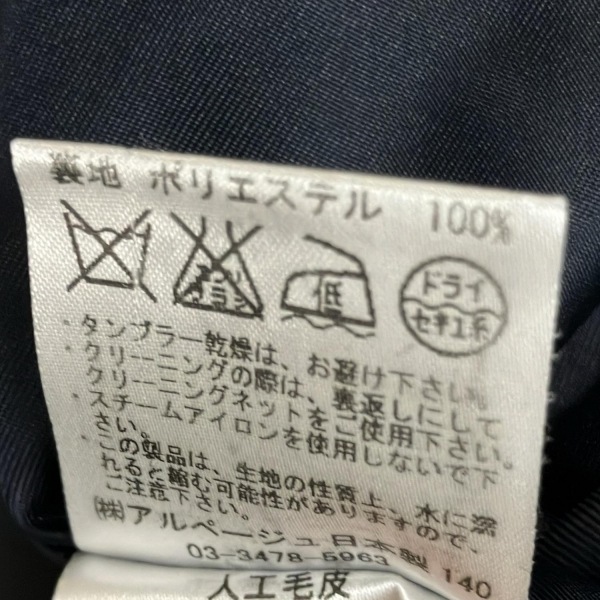 裏地 ポリエステル 100%
エンソ サラシ 低 ドライ
セキユ系
・タンブラー乾燥は、お避け下さい。
・クリーニングの際は、裏返しにして
クリーニングネットをご使用下さい。
・スチームアイロンを使用しないで下
さい。
・この製品は、生地の性質上、水に濡
れると縮む可能性がありますので、
ご注意下さい。
㈱アルページュ日本製
03-3478-5963 140
人工毛皮